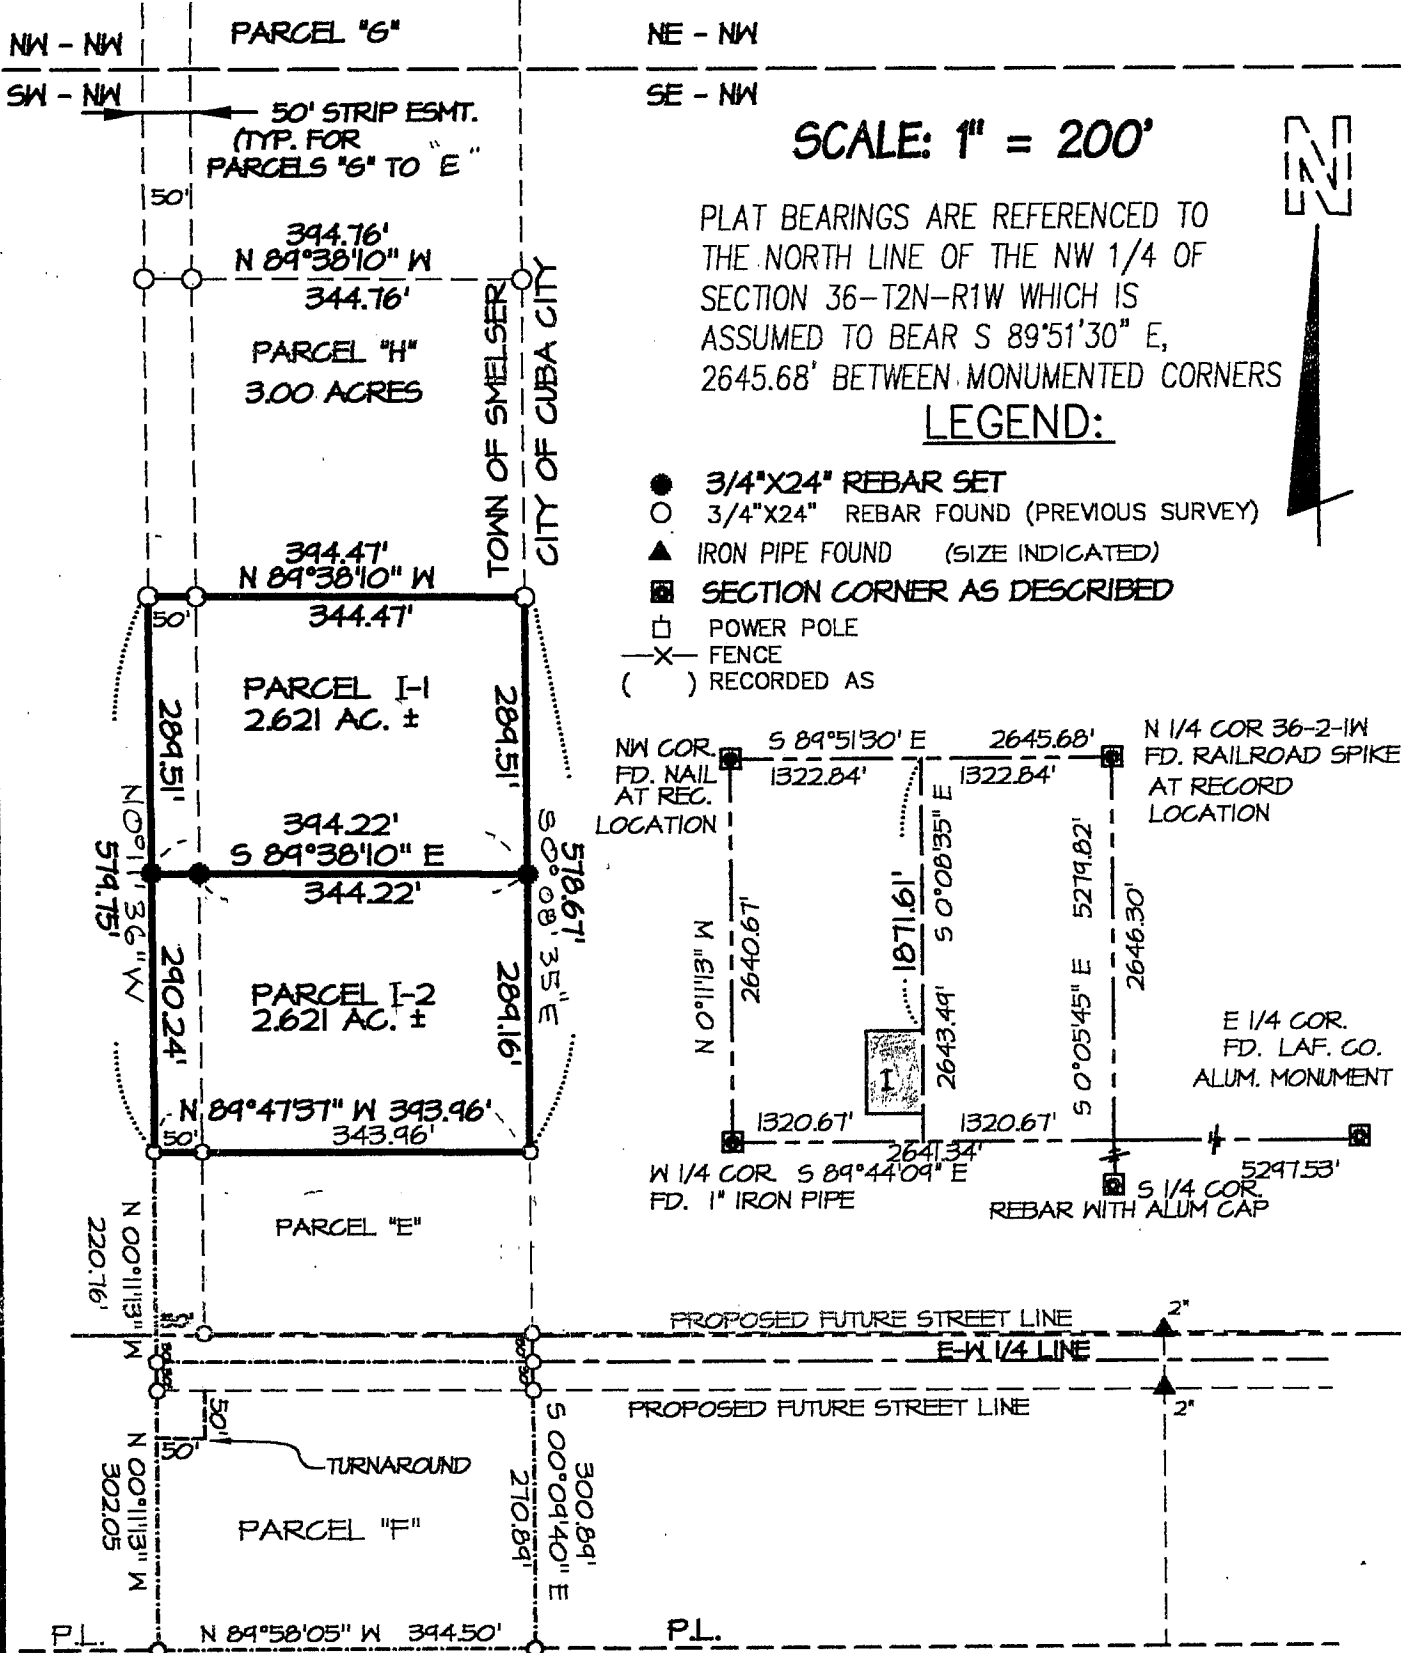 NW - NW
PARCEL "G"
NE - NW
SW - NW
SE - NW
50' STRIP ESMT.
(TYP. FOR
PARCELS "G" TO "E"
50'
394.76'
N 89°38'10" W
344.76'
PARCEL "H"
3.00 ACRES
TOWN OF SMELSER
CITY OF CUBA CITY
SCALE: 1" = 200'
N
PLAT BEARINGS ARE REFERENCED TO
THE NORTH LINE OF THE NW 1/4 OF
SECTION 36-T2N-R1W WHICH IS
ASSUMED TO BEAR S 89°51'30" E,
2645.68' BETWEEN MONUMENTED CORNERS
LEGEND:
3/4"X24" REBAR SET
3/4"X24" REBAR FOUND (PREVIOUS SURVEY)
IRON PIPE FOUND (SIZE INDICATED)
SECTION CORNER AS DESCRIBED
POWER POLE
—X— FENCE
( ) RECORDED AS
394.47'
N 89°38'10" W
50'
344.47'
PARCEL I-1
2.621 AC. ±
289.51'
289.51'
N 0°11'36" W
579.75'
S 0°08'35" E
578.67'
394.22'
S 89°38'10" E
344.22'
PARCEL I-2
2.621 AC. ±
290.24'
289.16'
N 89°47'37" W 393.96'
50'
343.96'
NW COR.
FD. NAIL
AT REC.
LOCATION
S 89°51'30' E 2645.68'
1322.84' 1322.84'
N 1/4 COR 36-2-1W
FD. RAILROAD SPIKE
AT RECORD
LOCATION
N 0°11'13" W
2640.67'
1871.61'
S 0°08'35" E
2643.49'
S 0°05'45" E 5279.82'
2646.30'
I
E 1/4 COR.
FD. LAF. CO.
ALUM. MONUMENT
1320.67' 1320.67'
2641.34'
W 1/4 COR. S 89°44'09" E
FD. 1" IRON PIPE
5297.53'
S 1/4 COR.
REBAR WITH ALUM CAP
PARCEL "E"
N 00°11'13" W
220.76'
PROPOSED FUTURE STREET LINE
2"
E-W 1/4 LINE
PROPOSED FUTURE STREET LINE
2"
50'
50'
TURNAROUND
N 00°11'13" W
302.05
PARCEL "F"
S 00°09'40" E
300.89'
270.89'
P.L.
N 89°58'05" W 394.50'
P.L.